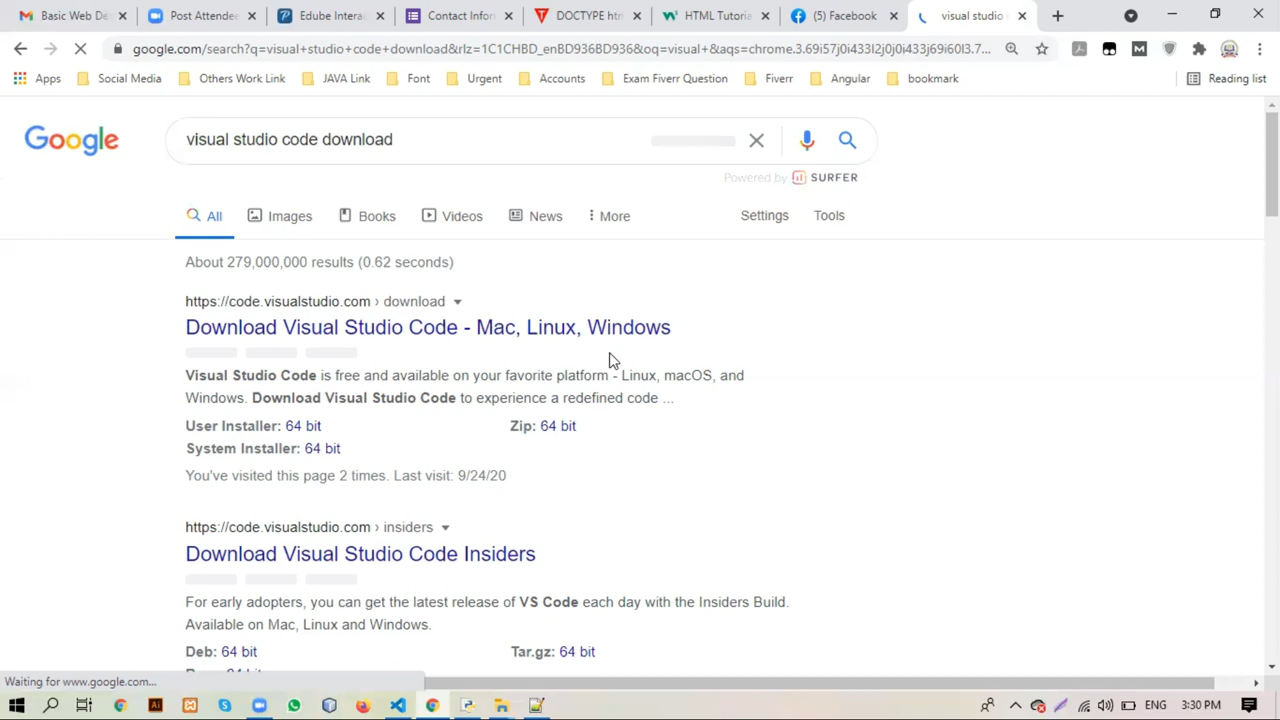 Basic Web De
Post Attende
Edube Intera
Contact Infor
DOCTYPE ht
HTML Tutoria
(5) Facebook
visual studio
google.com/search?q=visual+studio+code+download&rlz=1C1CHBD_enBD936BD936&oq=visual+&aqs=chrome.3.69i57j0i433l2j0j0i433j69i60l3.7...
Apps
Social Media
Others Work Link
JAVA Link
Font
Urgent
Accounts
Exam Fiverr Question
Fiverr
Angular
bookmark
Reading list
Google
visual studio code download
Powered by SURFER
All
Images
Books
Videos
News
More
Settings
Tools
About 279,000,000 results (0.62 seconds)
https://code.visualstudio.com › download
Download Visual Studio Code - Mac, Linux, Windows
Visual Studio Code is free and available on your favorite platform - Linux, macOS, and
Windows. Download Visual Studio Code to experience a redefined code ...
User Installer: 64 bit
Zip: 64 bit
System Installer: 64 bit
You've visited this page 2 times. Last visit: 9/24/20
https://code.visualstudio.com › insiders
Download Visual Studio Code Insiders
For early adopters, you can get the latest release of VS Code each day with the Insiders Build.
Available on Mac, Linux and Windows.
Deb: 64 bit
Tar.gz: 64 bit
64 bit
Waiting for www.google.com...
ENG
3:30 PM